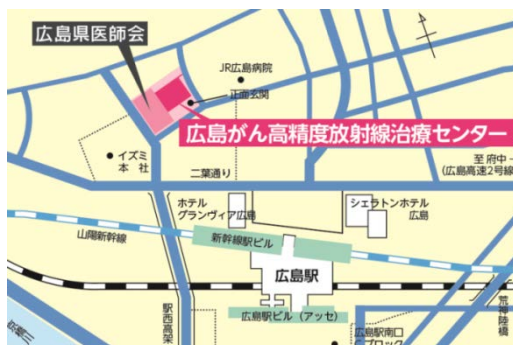 広島県医師会
JR広島病院
正面玄関
広島がん高精度放射線治療センター
イズミ
本社
二葉通り
至 府中
(広島高速2号線
ホテル
グランヴィア広島
シェラトンホテル
広島
山陽新幹線
新幹線駅ビル
広島駅
駅西高架
広島駅ビル(アッセ)
荒神陸橋
広島駅南口
Cブロック